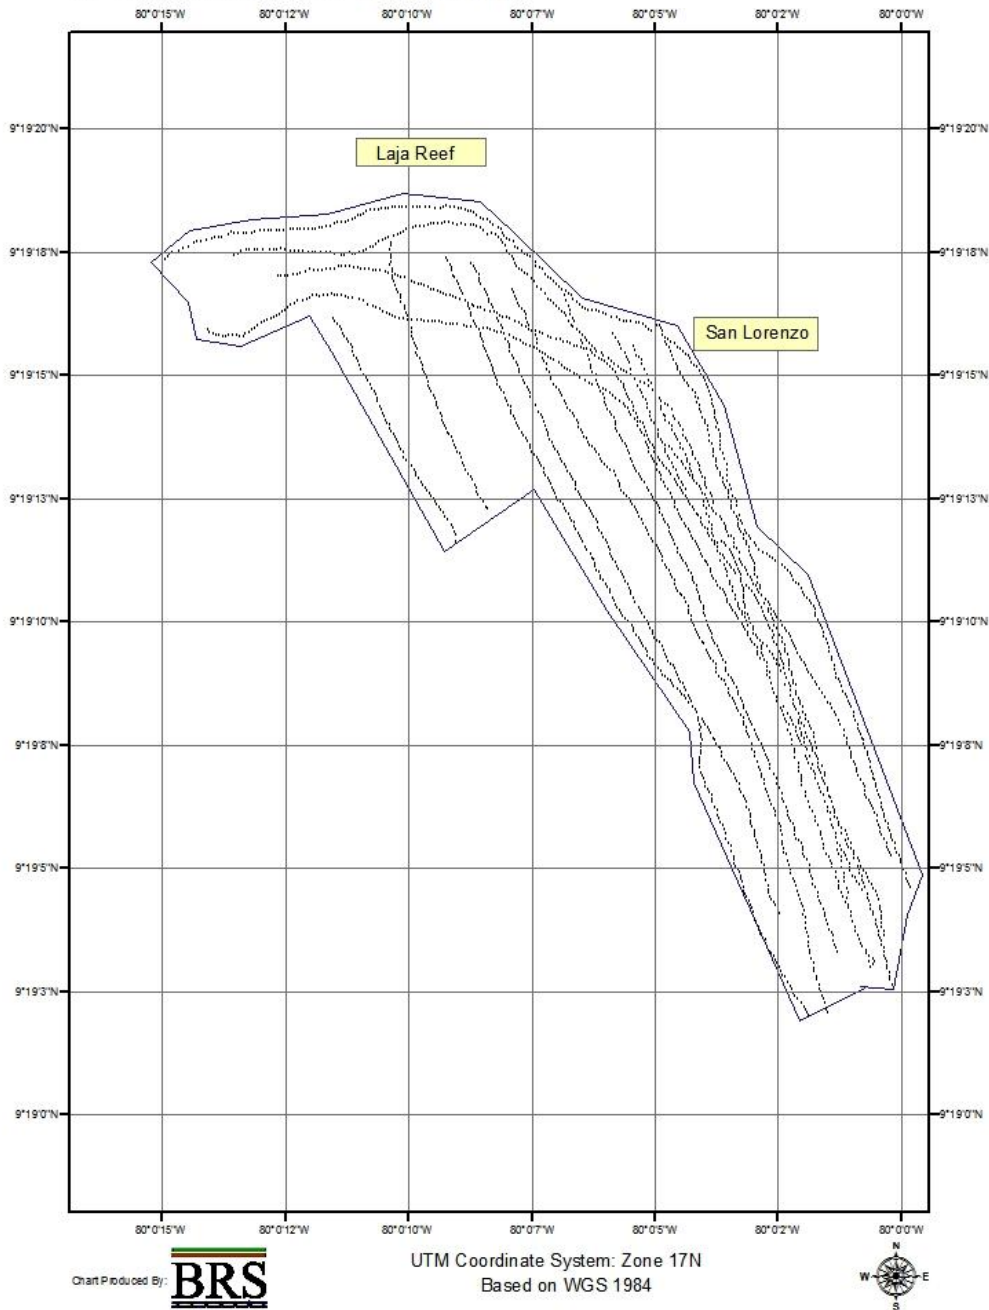 80°0'15"W 80°0'12"W 80°0'10"W 80°0'7"W 80°0'5"W 80°0'2"W 80°0'0"W
9°19'20"N 9°19'20"N
Laja Reef
9°19'18"N 9°19'18"N
San Lorenzo
9°19'15"N 9°19'15"N
9°19'13"N 9°19'13"N
9°19'10"N 9°19'10"N
9°19'8"N 9°19'8"N
9°19'5"N 9°19'5"N
9°19'3"N 9°19'3"N
9°19'0"N 9°19'0"N
80°0'15"W 80°0'12"W 80°0'10"W 80°0'7"W 80°0'5"W 80°0'2"W 80°0'0"W
Chart Produced By: BRS
UTM Coordinate System: Zone 17N
Based on WGS 1984
N
W E
S